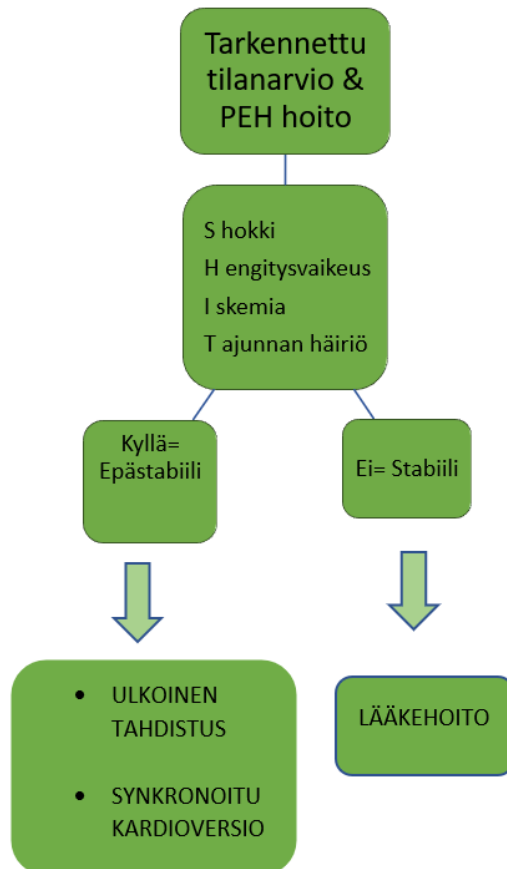 Tarkennettu
tilanarvio &
PEH hoito
S hokki
H engitysvaikeus
I skemia
T ajunnan häiriö
Kyllä=
Epästabiili
Ei= Stabiili
• ULKOINEN
TAHDISTUS
• SYNKRONOITU
KARDIOVERSIO
LÄÄKEHOITO